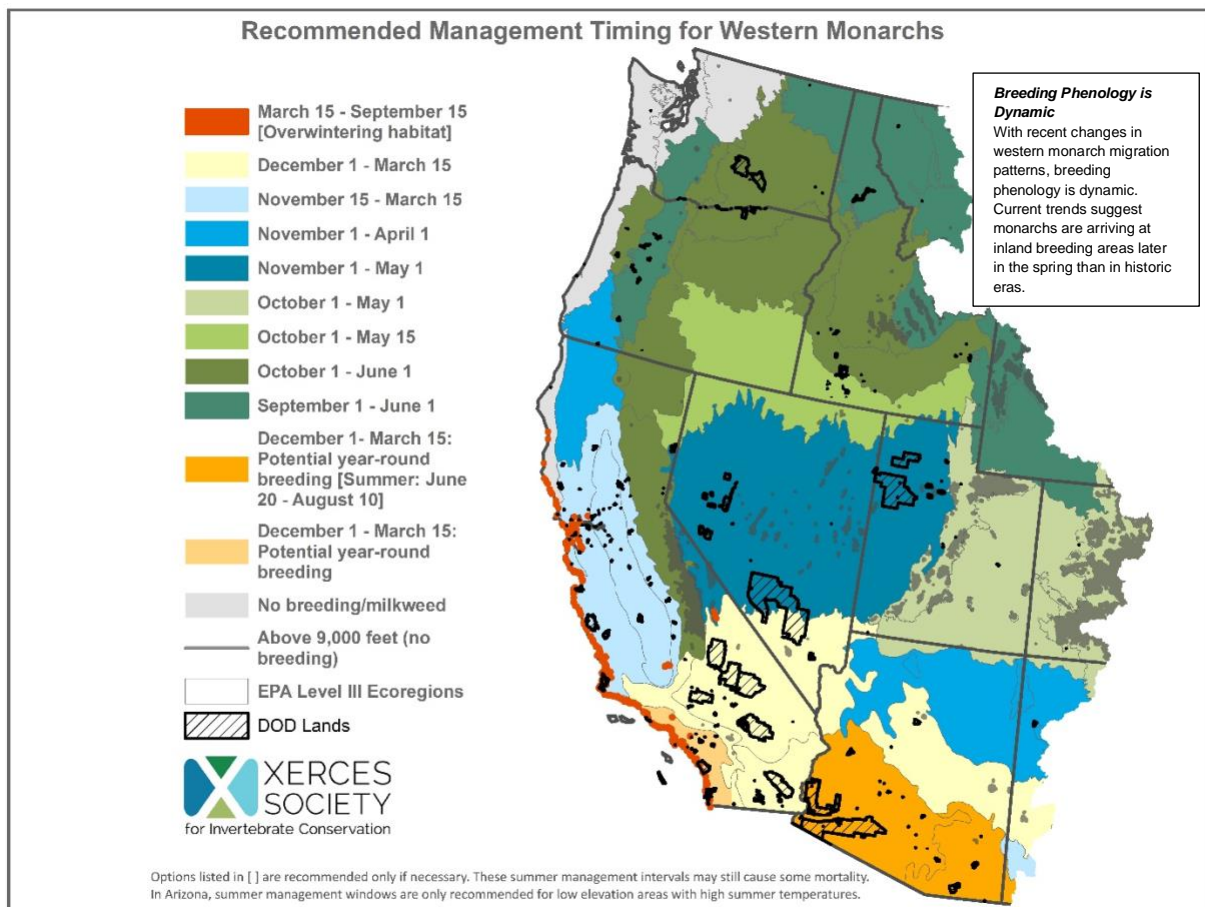 Recommended Management Timing for Western Monarchs
March 15 - September 15
[Overwintering habitat]
December 1 - March 15
November 15 - March 15
November 1 - April 1
November 1 - May 1
October 1 - May 1
October 1 - May 15
October 1 - June 1
September 1 - June 1
December 1- March 15:
Potential year-round
breeding [Summer: June
20 - August 10]
December 1 - March 15:
Potential year-round
breeding
No breeding/milkweed
Above 9,000 feet (no
breeding)
EPA Level III Ecoregions
DOD Lands
XERCES
SOCIETY
for Invertebrate Conservation
Breeding Phenology is
Dynamic
With recent changes in
western monarch migration
patterns, breeding
phenology is dynamic.
Current trends suggest
monarchs are arriving at
inland breeding areas later
in the spring than in historic
eras.
Options listed in [ ] are recommended only if necessary. These summer management intervals may still cause some mortality.
In Arizona, summer management windows are only recommended for low elevation areas with high summer temperatures.